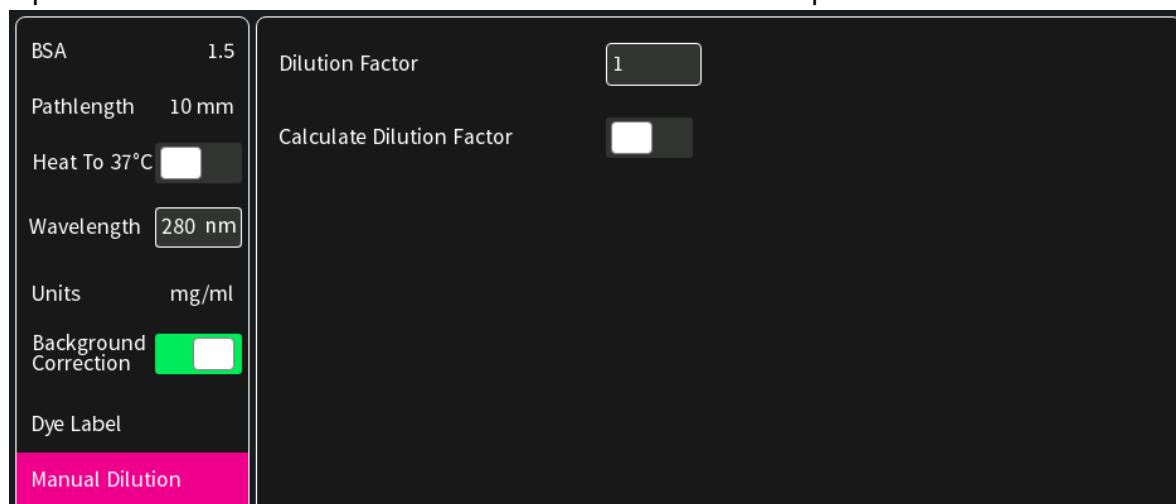 BSA 1.5
Pathlength 10 mm
Heat To 37°C
Wavelength 280 nm
Units mg/ml
Background
Correction
Dye Label
Manual Dilution
Dilution Factor 1
Calculate Dilution Factor